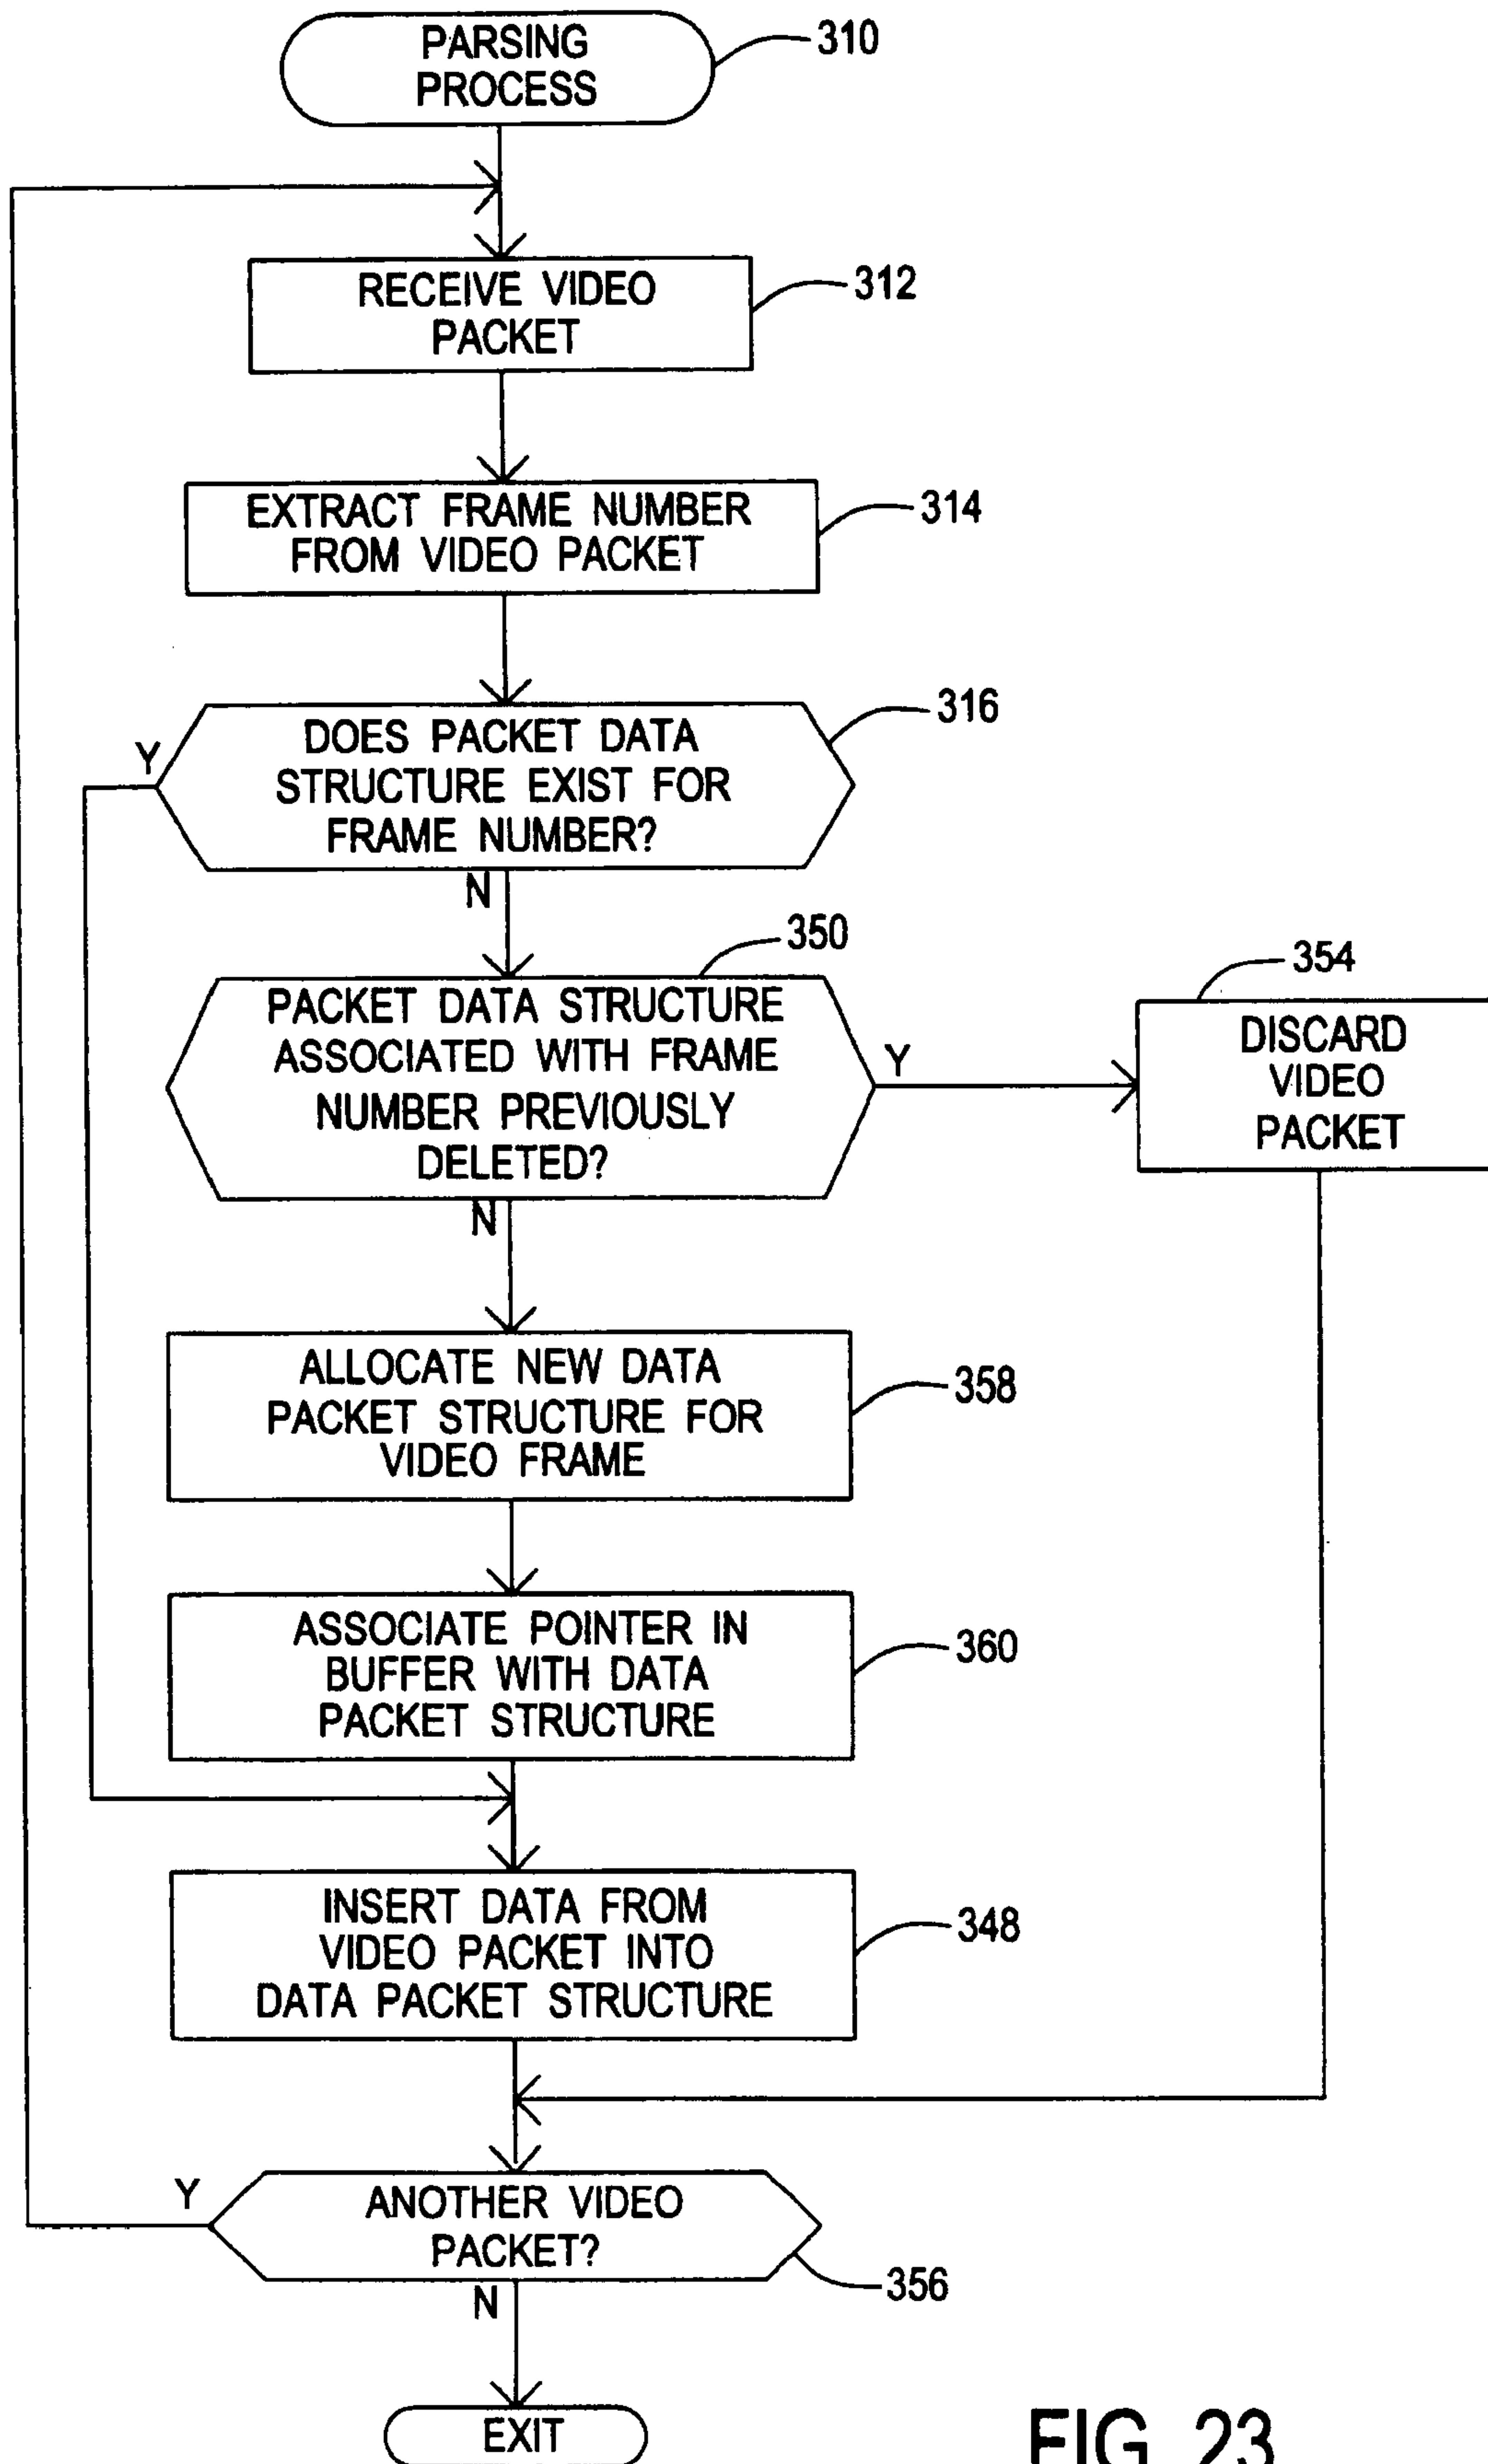 PARSING
PROCESS
310
RECEIVE VIDEO
PACKET
312
EXTRACT FRAME NUMBER
FROM VIDEO PACKET
314
DOES PACKET DATA
STRUCTURE EXIST FOR
FRAME NUMBER?
316
Y
N
PACKET DATA STRUCTURE
ASSOCIATED WITH FRAME
NUMBER PREVIOUSLY
DELETED?
350
Y
N
DISCARD
VIDEO
PACKET
354
ALLOCATE NEW DATA
PACKET STRUCTURE FOR
VIDEO FRAME
358
ASSOCIATE POINTER IN
BUFFER WITH DATA
PACKET STRUCTURE
360
INSERT DATA FROM
VIDEO PACKET INTO
DATA PACKET STRUCTURE
348
Y
ANOTHER VIDEO
PACKET?
356
N
EXIT
FIG. 23